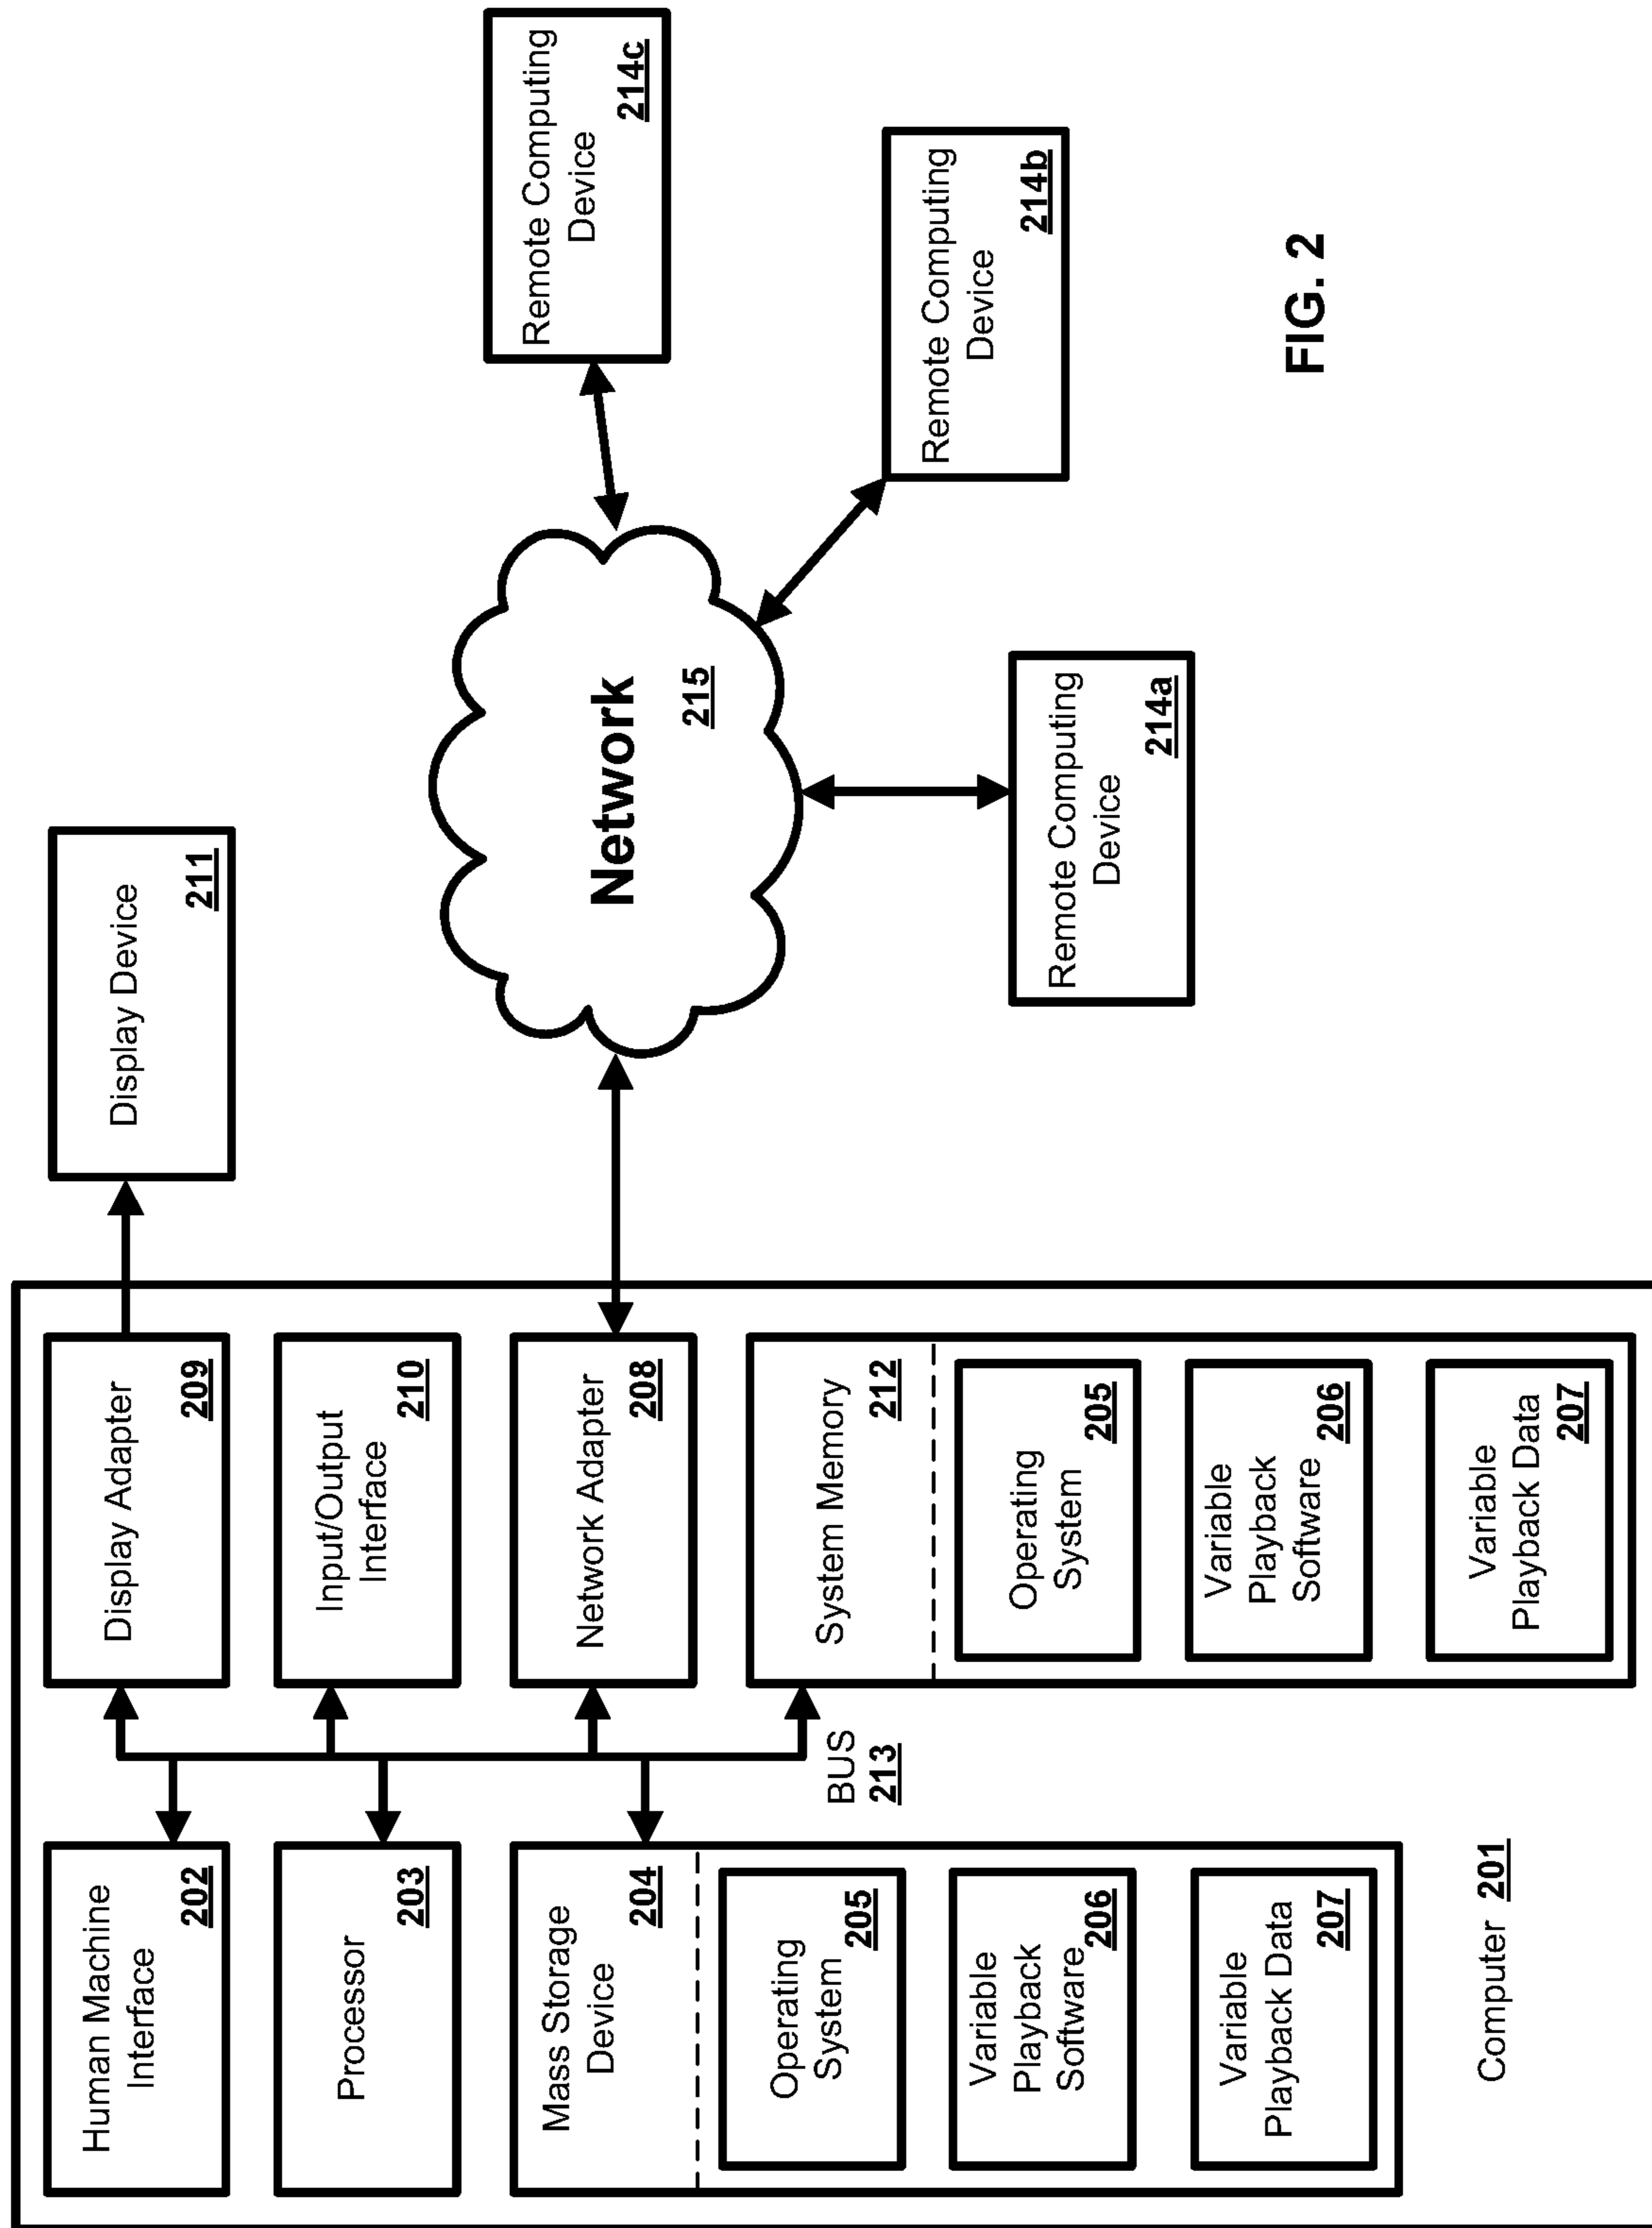 Human Machine
Interface
202
Processor
203
Mass Storage
Device
204
Operating
System
205
Variable
Playback
Software
206
Variable
Playback Data
207
Computer 201
BUS
213
Display Adapter
209
Input/Output
Interface
210
Network Adapter
208
System Memory
212
Operating
System
205
Variable
Playback
Software
206
Variable
Playback Data
207
Display Device
211
Network
215
Remote Computing
Device
214a
Remote Computing
Device
214b
Remote Computing
Device
214c
FIG. 2